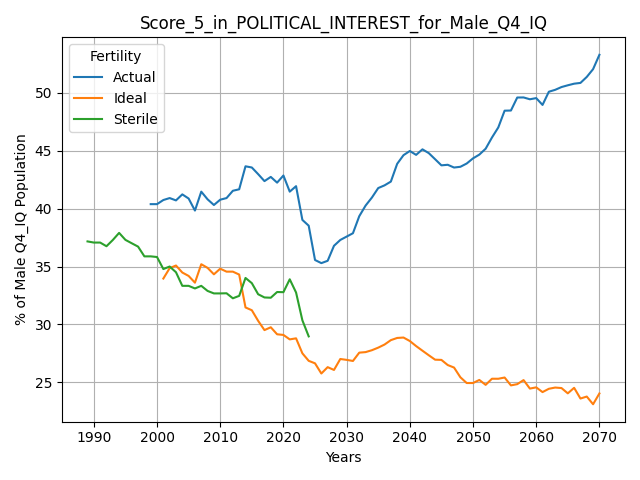 Score_5_in_POLITICAL_INTEREST_for_Male_Q4_IQ
Fertility
Actual
Ideal
Sterile
% of Male Q4_IQ Population
50
45
40
35
30
25
1990 2000 2010 2020 2030 2040 2050 2060 2070
Years